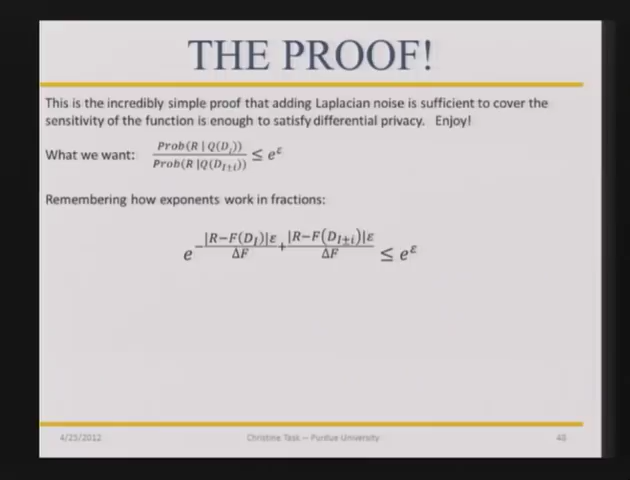 THE PROOF!
This is the incredibly simple proof that adding Laplacian noise is sufficient to cover the
sensitivity of the function is enough to satisfy differential privacy. Enjoy!
What we want: Prob(R | Q(D_I)) / Prob(R |Q(D_{I±i})) ≤ e^ε
Remembering how exponents work in fractions:
e^{-|R−F(D_I)|ε/ΔF + |R−F(D_{I±i})|ε/ΔF} ≤ e^ε
4/25/2012 Christine Task -- Purdue University 48